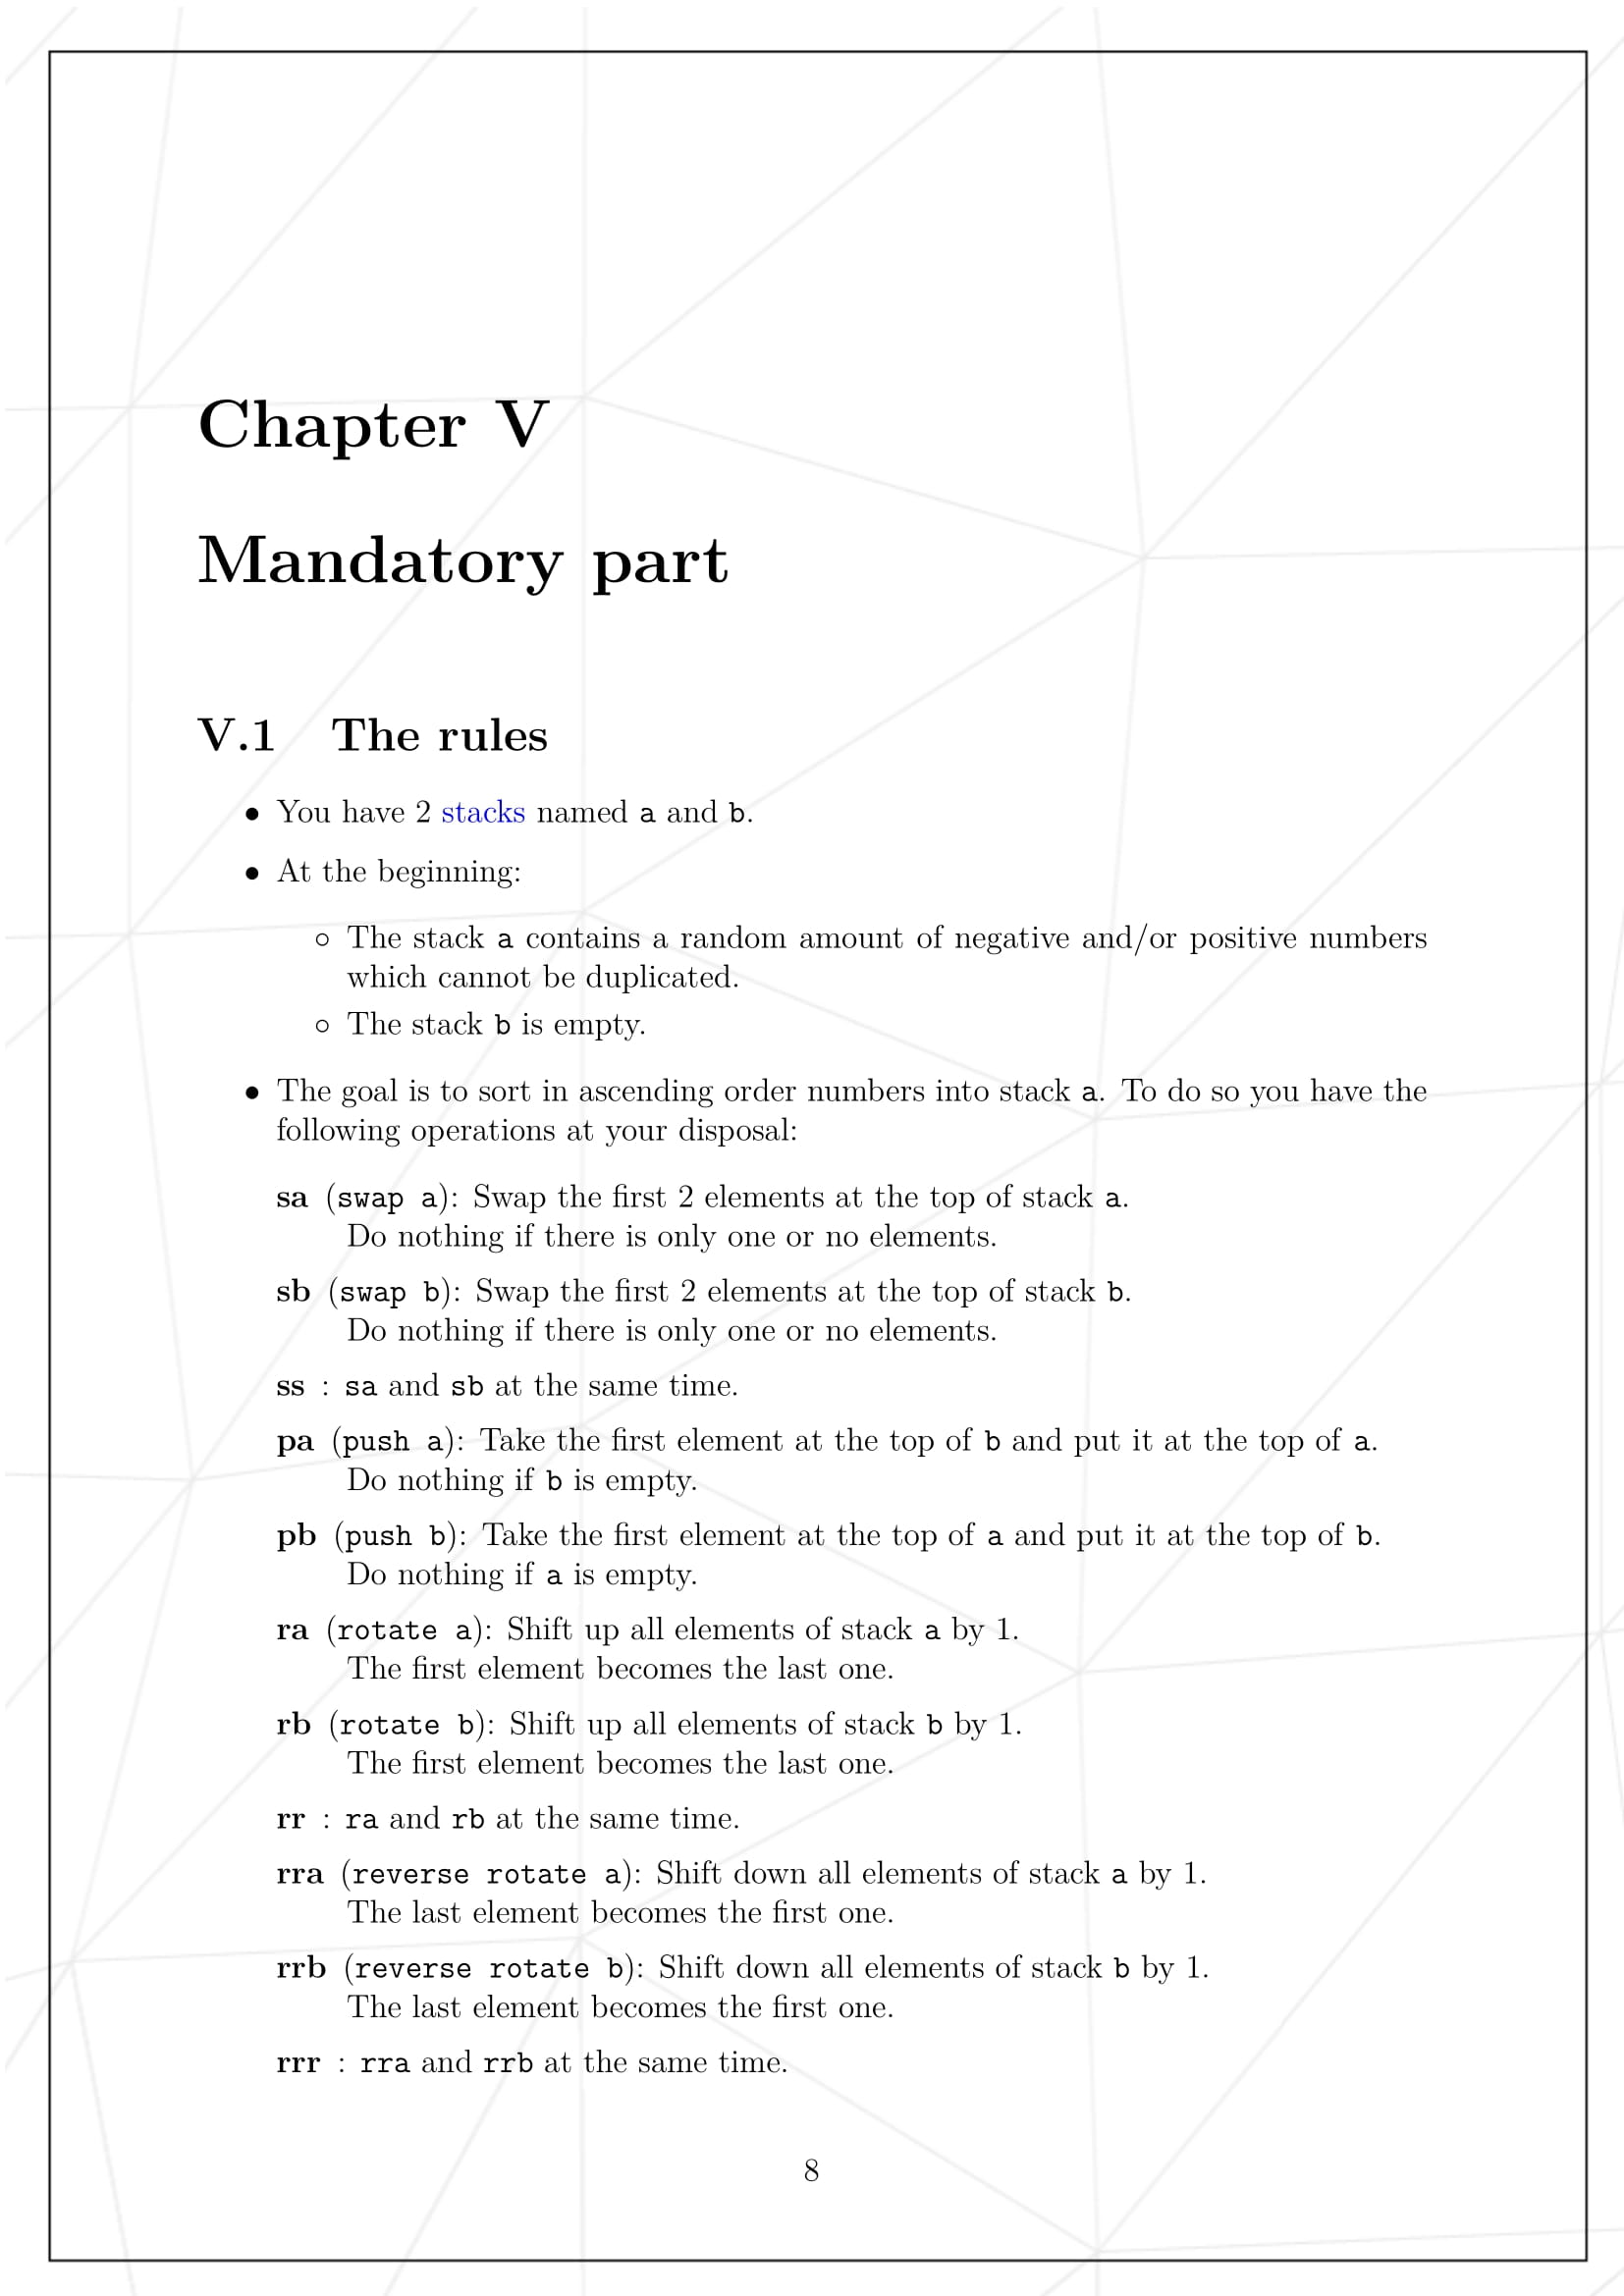 Chapter V
Mandatory part
V.1 The rules
• You have 2 stacks named a and b.
• At the beginning:
◦ The stack a contains a random amount of negative and/or positive numbers
which cannot be duplicated.
◦ The stack b is empty.
• The goal is to sort in ascending order numbers into stack a. To do so you have the
following operations at your disposal:
sa (swap a): Swap the first 2 elements at the top of stack a.
Do nothing if there is only one or no elements.
sb (swap b): Swap the first 2 elements at the top of stack b.
Do nothing if there is only one or no elements.
ss : sa and sb at the same time.
pa (push a): Take the first element at the top of b and put it at the top of a.
Do nothing if b is empty.
pb (push b): Take the first element at the top of a and put it at the top of b.
Do nothing if a is empty.
ra (rotate a): Shift up all elements of stack a by 1.
The first element becomes the last one.
rb (rotate b): Shift up all elements of stack b by 1.
The first element becomes the last one.
rr : ra and rb at the same time.
rra (reverse rotate a): Shift down all elements of stack a by 1.
The last element becomes the first one.
rrb (reverse rotate b): Shift down all elements of stack b by 1.
The last element becomes the first one.
rrr : rra and rrb at the same time.
8